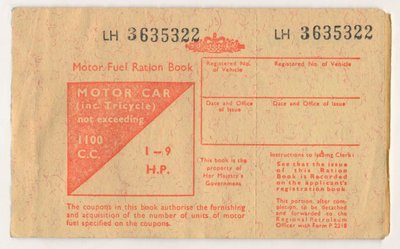 LH 3635322
LH 3635322
Motor Fuel Ration Book
MOTOR CAR
(inc. Tricycle)
not exceeding
1100
C.C.
1 – 9
H.P.
The coupons in this book authorise the furnishing
and acquisition of the number of units of motor
fuel specified on the coupons.
Registered No.
of Vehicle
Date and Office
of Issue
This book is the
property of
Her Majesty's
Government
Registered No. of Vehicle
Date and Office of Issue
Instructions to Issuing Clerk:
See that the issue
of this Ration
Book is Recorded
on the applicant's
registration book.
This portion, after com-
pletion, to be detached
and forwarded to the
Regional Petroleum
Officer with Form P 2218